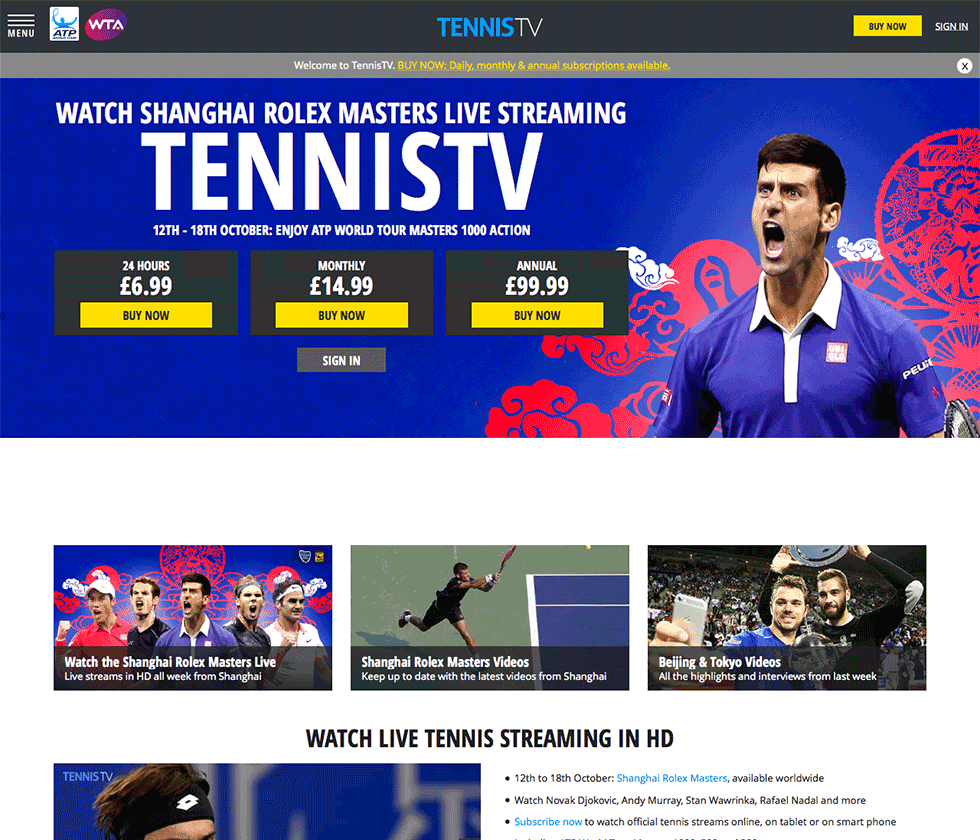 MENU
ATP
WORLD TOUR
WTA
TENNISTV
BUY NOW
SIGN IN
Welcome to TennisTV. BUY NOW: Daily, monthly & annual subscriptions available.
X
WATCH SHANGHAI ROLEX MASTERS LIVE STREAMING
TENNISTV
12TH - 18TH OCTOBER: ENJOY ATP WORLD TOUR MASTERS 1000 ACTION
24 HOURS
£6.99
BUY NOW
MONTHLY
£14.99
BUY NOW
ANNUAL
£99.99
BUY NOW
SIGN IN
UNI
QLO
PEUG
Watch the Shanghai Rolex Masters Live
Live streams in HD all week from Shanghai
Shanghai Rolex Masters Videos
Keep up to date with the latest videos from Shanghai
Beijing & Tokyo Videos
All the highlights and interviews from last week
WATCH LIVE TENNIS STREAMING IN HD
TENNISTV
12th to 18th October: Shanghai Rolex Masters, available worldwide
Watch Novak Djokovic, Andy Murray, Stan Wawrinka, Rafael Nadal and more
Subscribe now to watch official tennis streams online, on tablet or on smart phone